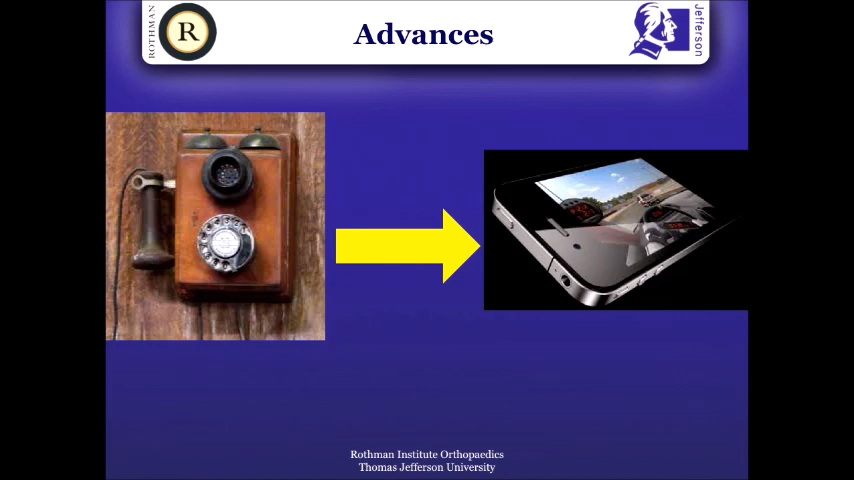 ROTHMAN
R
Advances
Jefferson
Rothman Institute Orthopaedics
Thomas Jefferson University